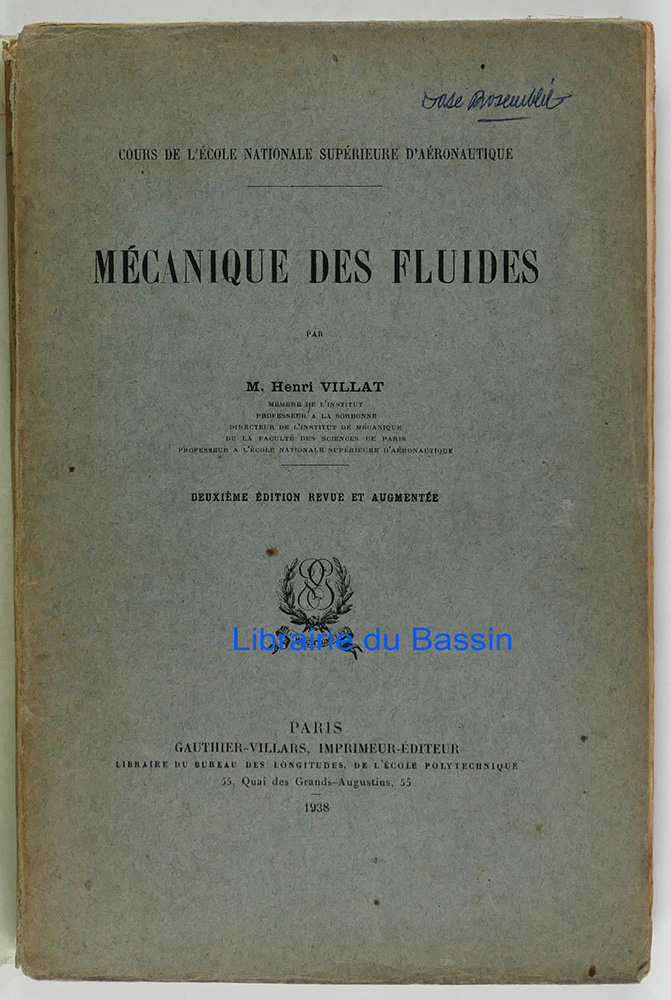 COURS DE L'ÉCOLE NATIONALE SUPÉRIEURE D'AÉRONAUTIQUE
MÉCANIQUE DES FLUIDES
PAR
M. Henri VILLAT
MEMBRE DE L'INSTITUT
PROFESSEUR A LA SORBONNE
DIRECTEUR DE L'INSTITUT DE MÉCANIQUE
DE LA FACULTÉ DES SCIENCES DE PARIS
PROFESSEUR A L'ÉCOLE NATIONALE SUPÉRIEURE D'AÉRONAUTIQUE
DEUXIÈME ÉDITION REVUE ET AUGMENTÉE
Librairie du Bassin
PARIS
GAUTHIER-VILLARS, IMPRIMEUR-ÉDITEUR
LIBRAIRE DU BUREAU DES LONGITUDES, DE L'ÉCOLE POLYTECHNIQUE
55, Quai des Grands-Augustins, 55
1938